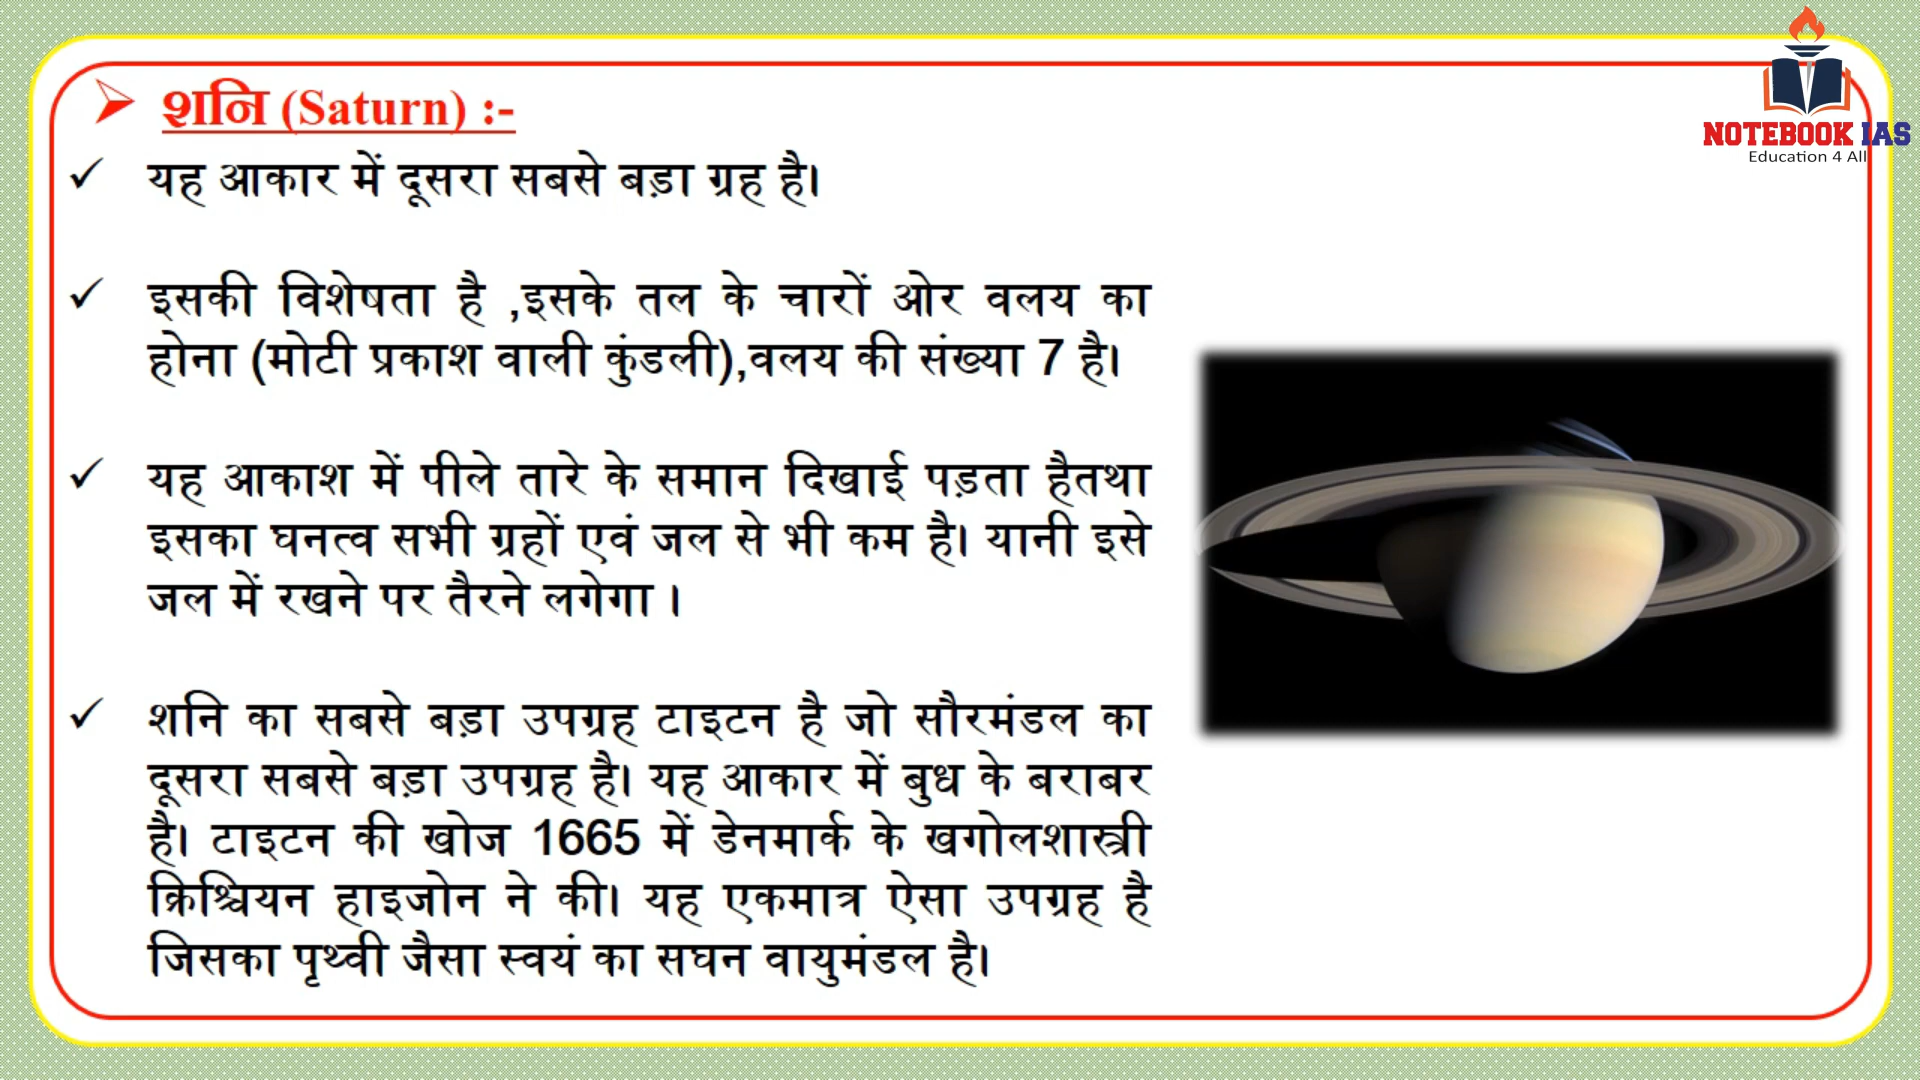 NOTEBOOK IAS
Education 4 All
शनि (Saturn) :-
यह आकार में दूसरा सबसे बड़ा ग्रह है।
इसकी विशेषता है ,इसके तल के चारों ओर वलय का
होना (मोटी प्रकाश वाली कुंडली),वलय की संख्या 7 है।
यह आकाश में पीले तारे के समान दिखाई पड़ता हैतथा
इसका घनत्व सभी ग्रहों एवं जल से भी कम है। यानी इसे
जल में रखने पर तैरने लगेगा ।
शनि का सबसे बड़ा उपग्रह टाइटन है जो सौरमंडल का
दूसरा सबसे बड़ा उपग्रह है। यह आकार में बुध के बराबर
है। टाइटन की खोज 1665 में डेनमार्क के खगोलशास्त्री
क्रिश्चियन हाइजोन ने की। यह एकमात्र ऐसा उपग्रह है
जिसका पृथ्वी जैसा स्वयं का सघन वायुमंडल है।